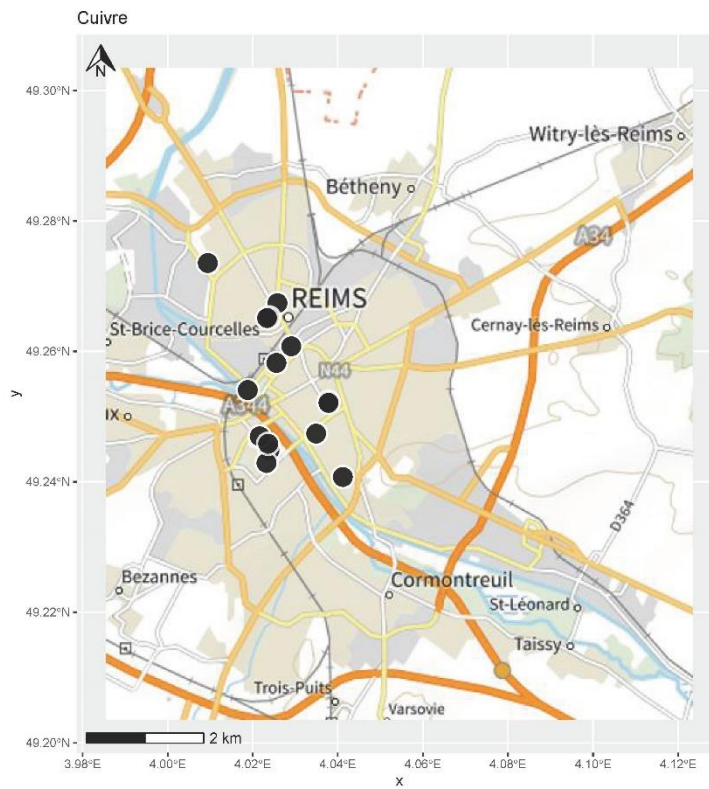 Cuivre
N
49.30°N
49.28°N
49.26°N
49.24°N
49.22°N
49.20°N
y
Witry-lès-Reims
Bétheny
A34
REIMS
St-Brice-Courcelles
Cernay-lès-Reims
N44
A344
IX
D364
Bezannes
Cormontreuil
St-Léonard
Taissy
Trois-Puits
Varsovie
2 km
3.98°E
4.00°E
4.02°E
4.04°E
4.06°E
4.08°E
4.10°E
4.12°E
x